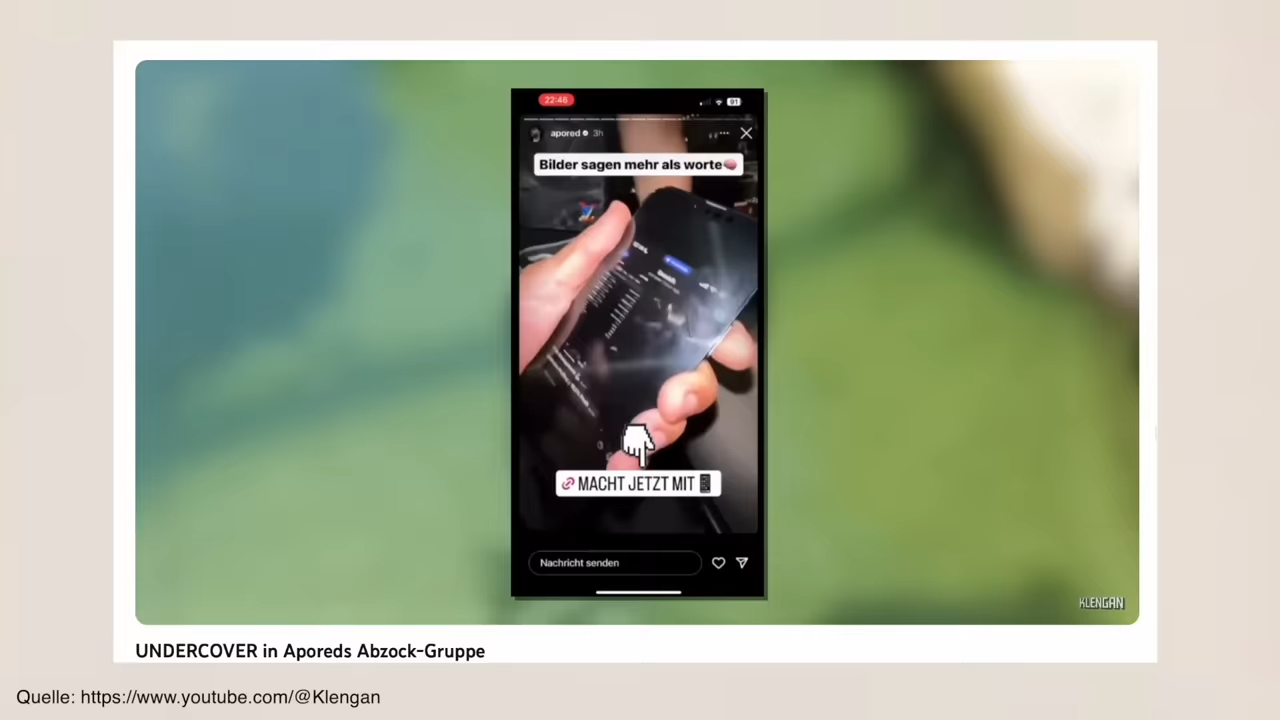 22:46
91
apored 3h
Bilder sagen mehr als worte🧠
MACHT JETZT MIT
Nachricht senden
KLENGAN
UNDERCOVER in Aporeds Abzock-Gruppe
Quelle: https://www.youtube.com/@Klengan